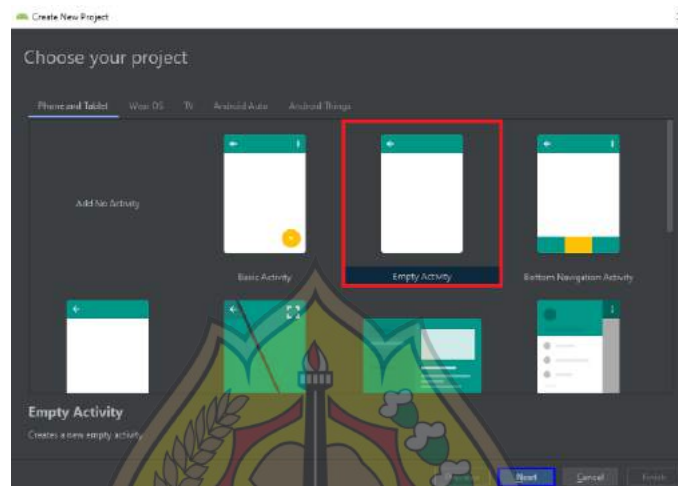 Create New Project
Choose your project
Phone and Tablet Wear OS TV Android Auto Android Things
Add No Activity
Basic Activity
Empty Activity
Bottom Navigation Activity
Empty Activity
Creates a new empty activity
Previous Next Cancel Finish